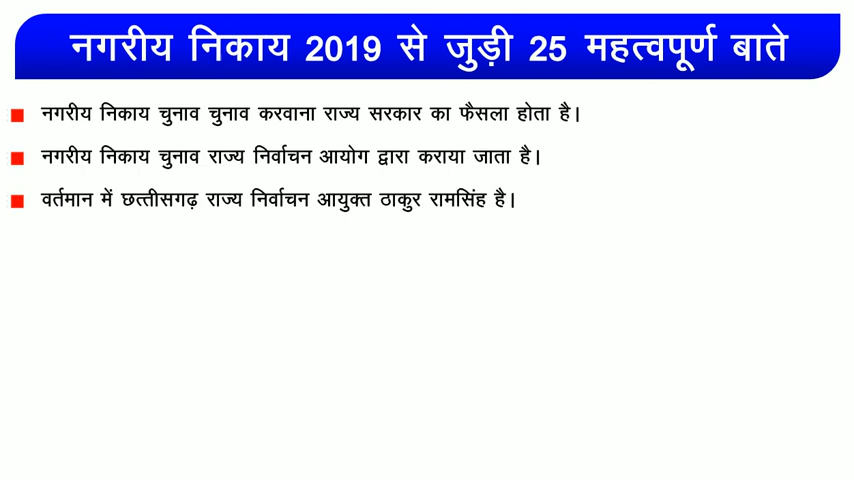 नगरीय निकाय 2019 से जुड़ी 25 महत्वपूर्ण बाते
नगरीय निकाय चुनाव चुनाव करवाना राज्य सरकार का फैसला होता है।
नगरीय निकाय चुनाव राज्य निर्वाचन आयोग द्वारा कराया जाता है।
वर्तमान में छत्तीसगढ़ राज्य निर्वाचन आयुक्त ठाकुर रामसिंह है।